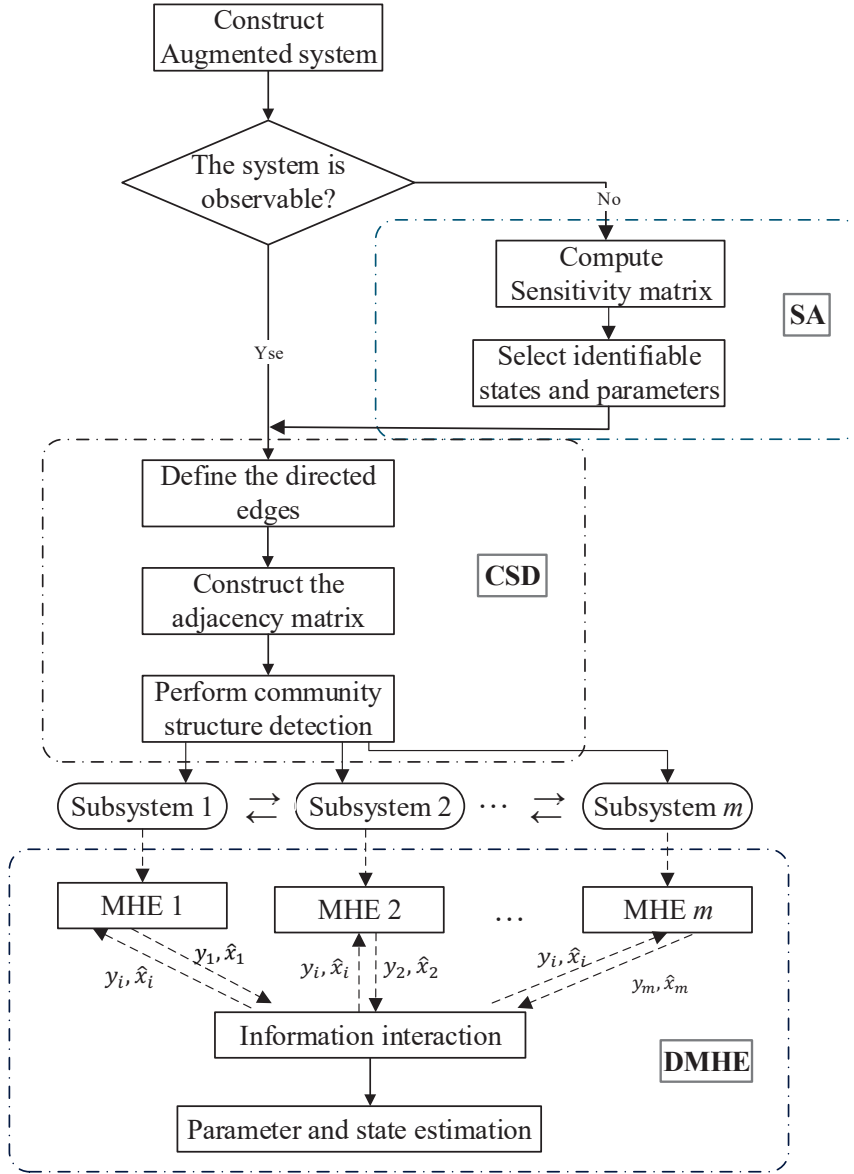 Construct
Augmented system
The system is
observable?
No
Compute
Sensitivity matrix
SA
Yse
Select identifiable
states and parameters
Define the directed
edges
CSD
Construct the
adjacency matrix
Perform community
structure detection
Subsystem 1
Subsystem 2
...
Subsystem m
MHE 1
MHE 2
...
MHE m
y₁, x̂₁
yᵢ, x̂ᵢ
yᵢ, x̂ᵢ
y₂, x̂₂
yᵢ, x̂ᵢ
yₘ, x̂ₘ
Information interaction
DMHE
Parameter and state estimation